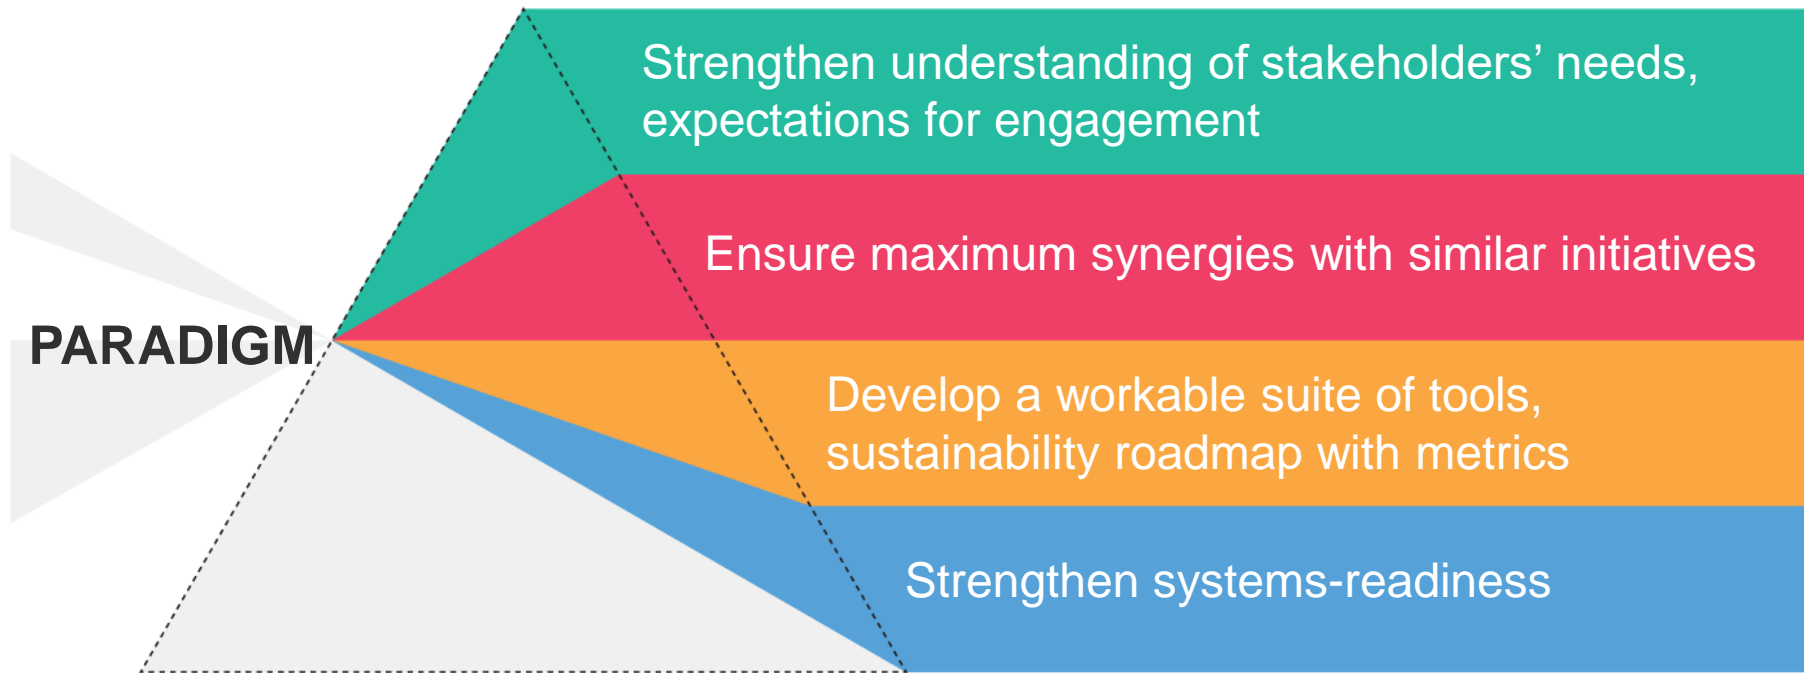 Strengthen understanding of stakeholders’ needs,
expectations for engagement
Ensure maximum synergies with similar initiatives
PARADIGM
Develop a workable suite of tools,
sustainability roadmap with metrics
Strengthen systems-readiness